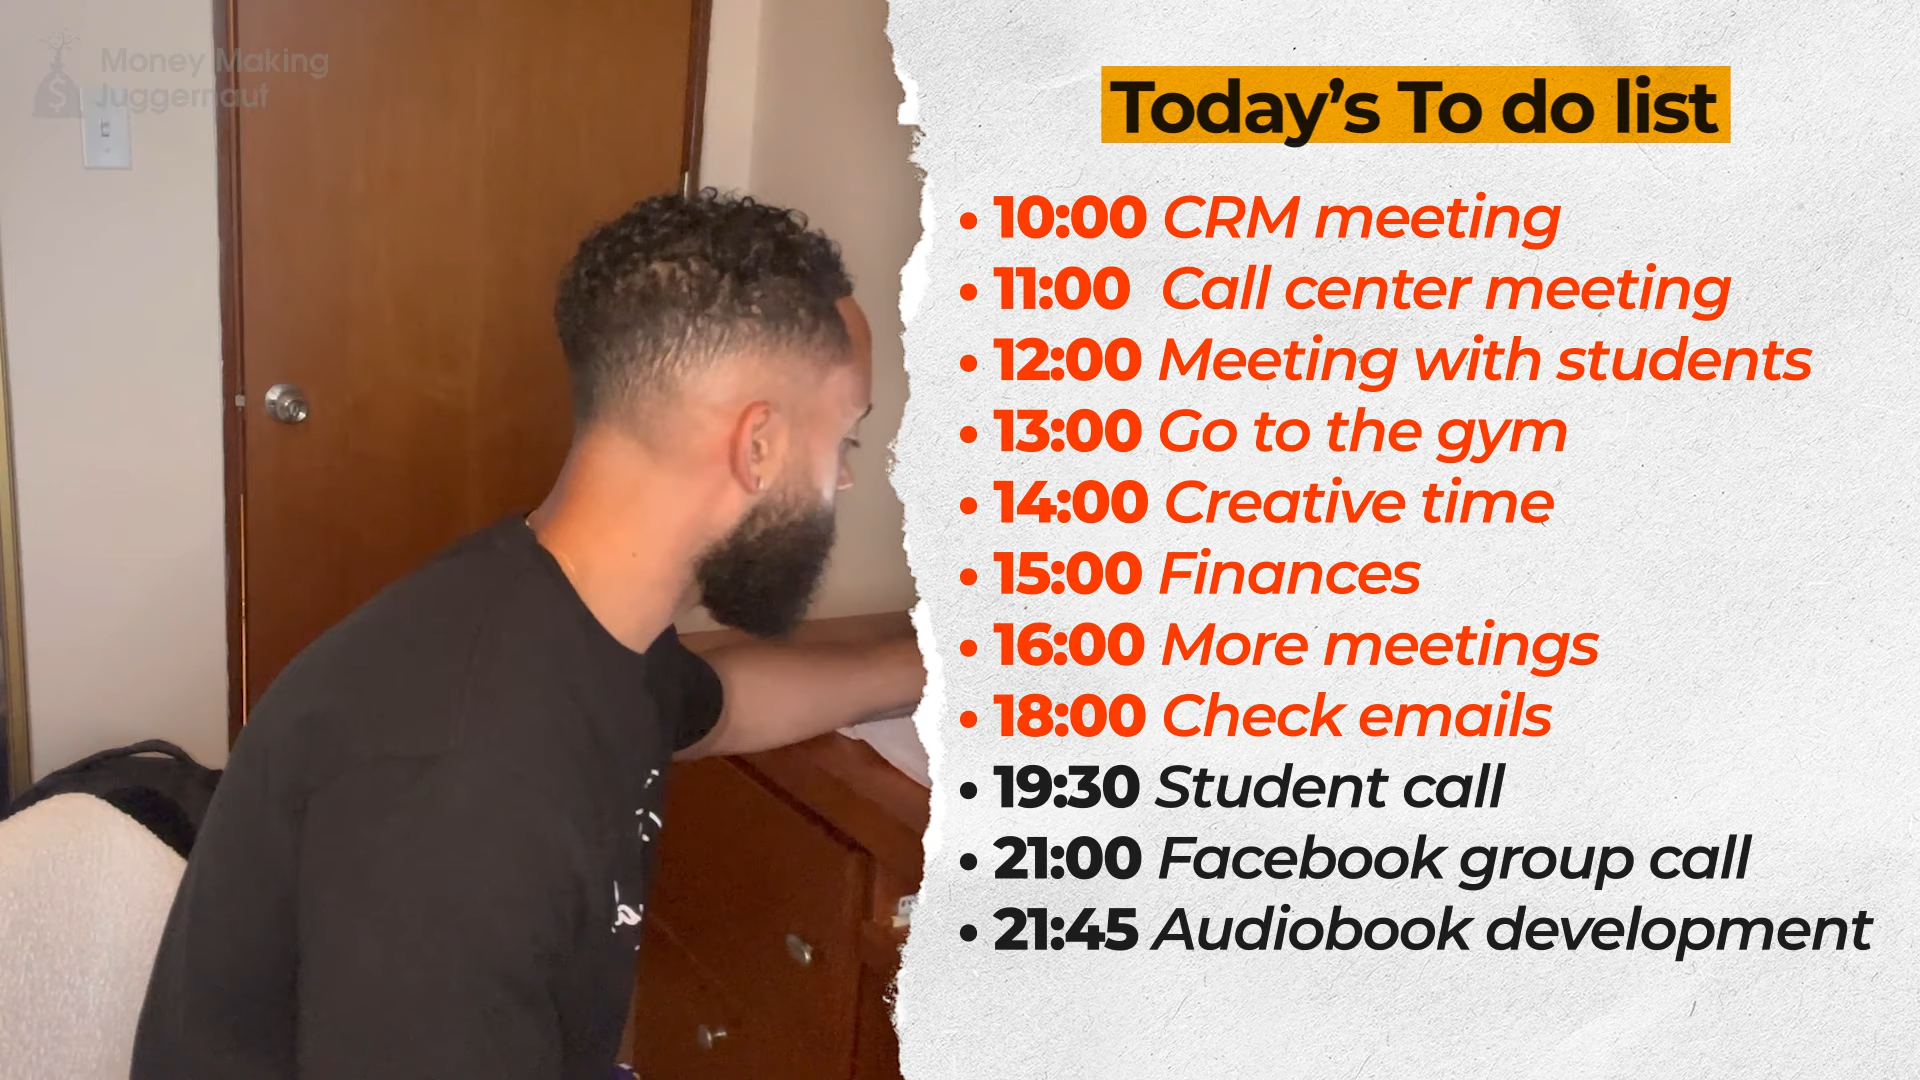 Money Making
Juggernaut
Today's To do list
• 10:00 CRM meeting
• 11:00 Call center meeting
• 12:00 Meeting with students
• 13:00 Go to the gym
• 14:00 Creative time
• 15:00 Finances
• 16:00 More meetings
• 18:00 Check emails
• 19:30 Student call
• 21:00 Facebook group call
• 21:45 Audiobook development